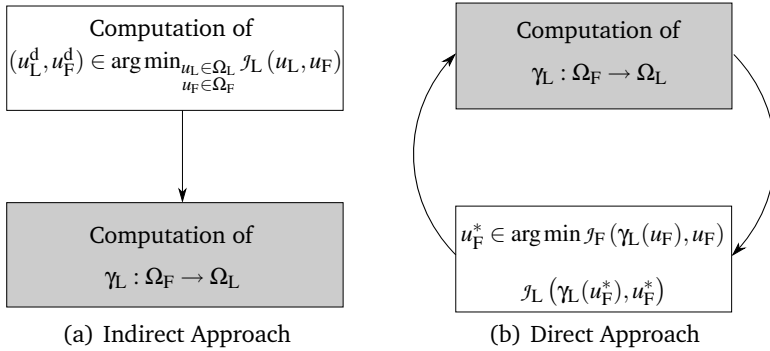 Computation of
(u_L^d, u_F^d) ∈ arg min_{u_L∈Ω_L, u_F∈Ω_F} 𝒥_L (u_L, u_F)
Computation of
γ_L : Ω_F → Ω_L
(a) Indirect Approach
Computation of
γ_L : Ω_F → Ω_L
u_F^* ∈ arg min 𝒥_F (γ_L(u_F), u_F)
𝒥_L (γ_L(u_F^*), u_F^*)
(b) Direct Approach